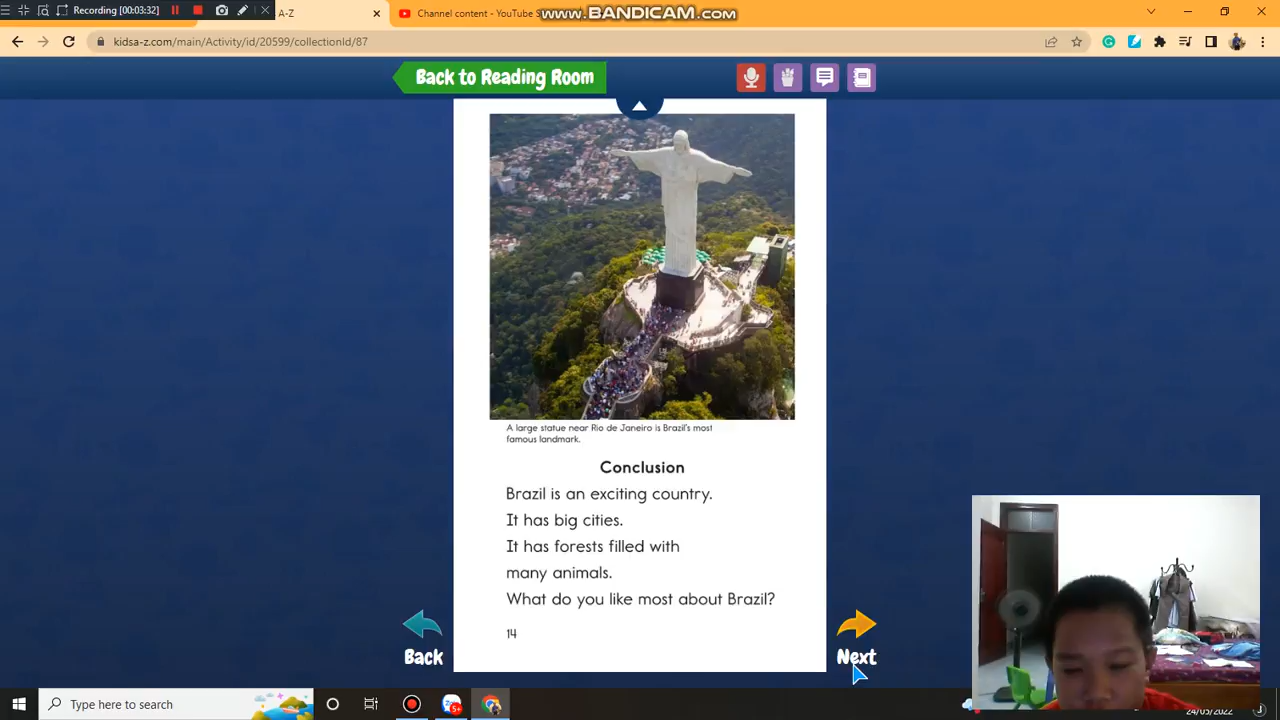 Recording [00:03:32]
A-Z
Channel content - YouTube S
www.BANDICAM.com
kidsa-z.com/main/Activity/id/20599/collectionId/87
Back to Reading Room
A large statue near Rio de Janeiro is Brazil's most
famous landmark.
Conclusion
Brazil is an exciting country.
It has big cities.
It has forests filled with
many animals.
What do you like most about Brazil?
14
Back
Next
Type here to search
24/05/2022